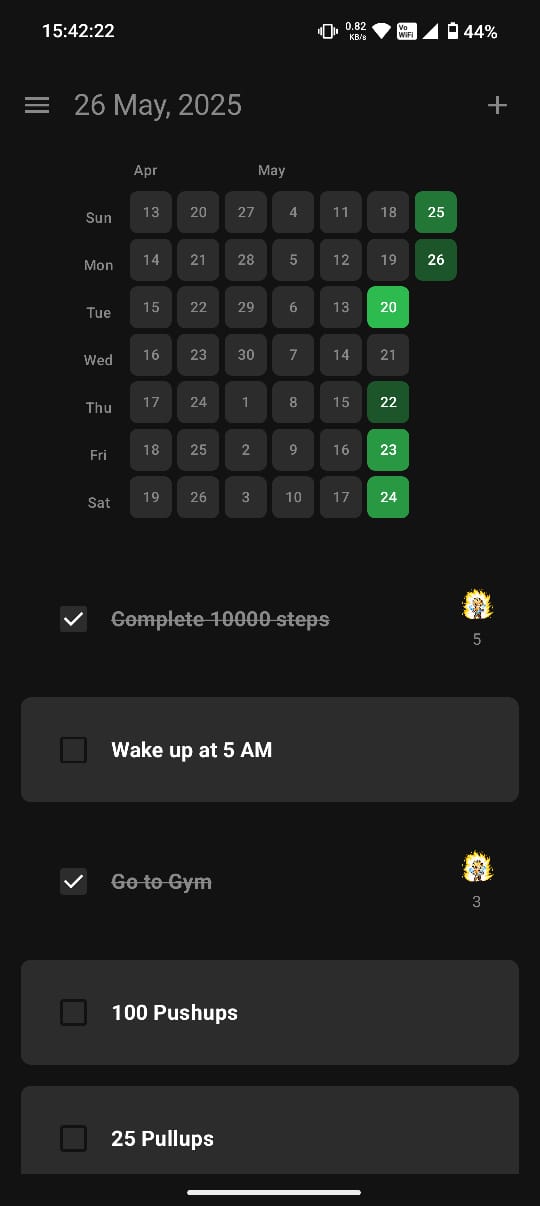 15:42:22 0.82 KB/s Vo WiFi 44%
26 May, 2025
Apr May
Sun 13 20 27 4 11 18 25
Mon 14 21 28 5 12 19 26
Tue 15 22 29 6 13 20
Wed 16 23 30 7 14 21
Thu 17 24 1 8 15 22
Fri 18 25 2 9 16 23
Sat 19 26 3 10 17 24
Complete 10000 steps
5
Wake up at 5 AM
Go to Gym
3
100 Pushups
25 Pullups